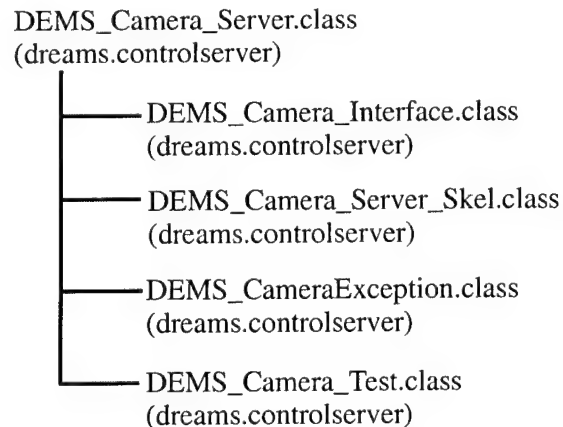 DEMS_Camera_Server.class
(dreams.controlserver)
DEMS_Camera_Interface.class
(dreams.controlserver)
DEMS_Camera_Server_Skel.class
(dreams.controlserver)
DEMS_CameraException.class
(dreams.controlserver)
DEMS_Camera_Test.class
(dreams.controlserver)